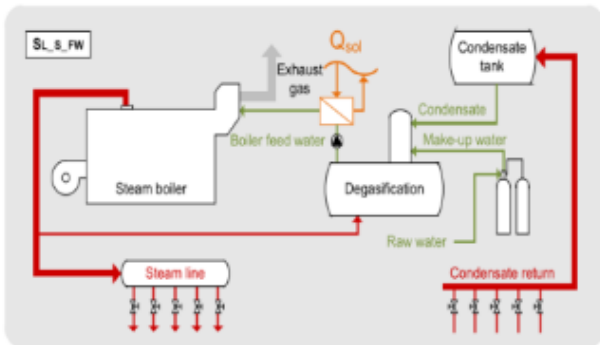 SL_S_FW
Qsol
Exhaust
gas
Condensate
tank
Condensate
Boiler feed water
Make-up water
Steam boiler
Degasification
Raw water
Steam line
Condensate return